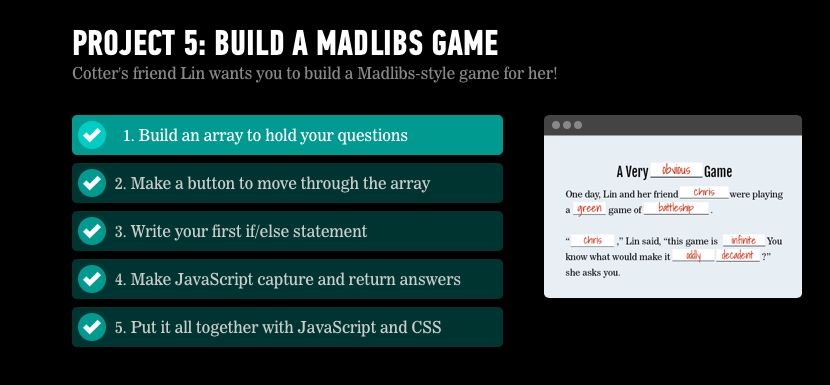 PROJECT 5: BUILD A MADLIBS GAME
Cotter's friend Lin wants you to build a Madlibs-style game for her!
1. Build an array to hold your questions
2. Make a button to move through the array
3. Write your first if/else statement
4. Make JavaScript capture and return answers
5. Put it all together with JavaScript and CSS
A Very obvious Game
One day, Lin and her friend chris were playing
a green game of battleship .
“ chris ,” Lin said, “this game is infinite You
know what would make it oddly decadent ?”
she asks you.